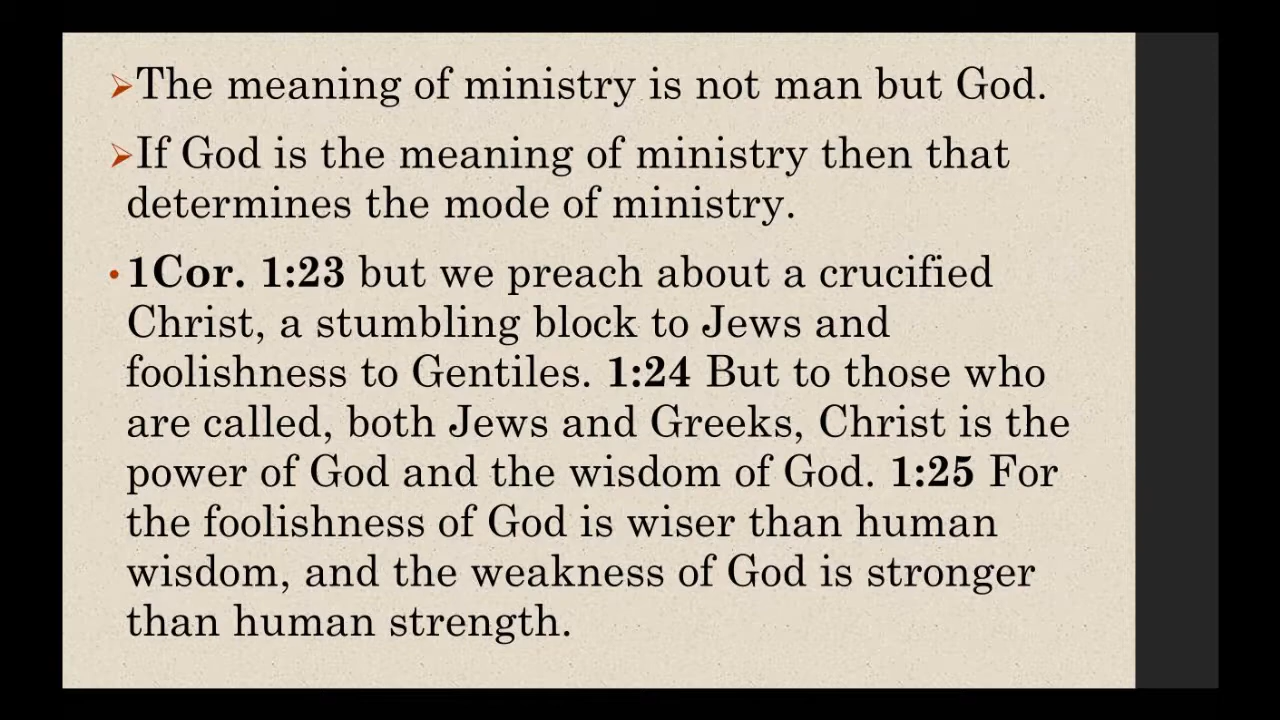 ➢The meaning of ministry is not man but God.
➢If God is the meaning of ministry then that
determines the mode of ministry.
• 1Cor. 1:23 but we preach about a crucified
Christ, a stumbling block to Jews and
foolishness to Gentiles. 1:24 But to those who
are called, both Jews and Greeks, Christ is the
power of God and the wisdom of God. 1:25 For
the foolishness of God is wiser than human
wisdom, and the weakness of God is stronger
than human strength.